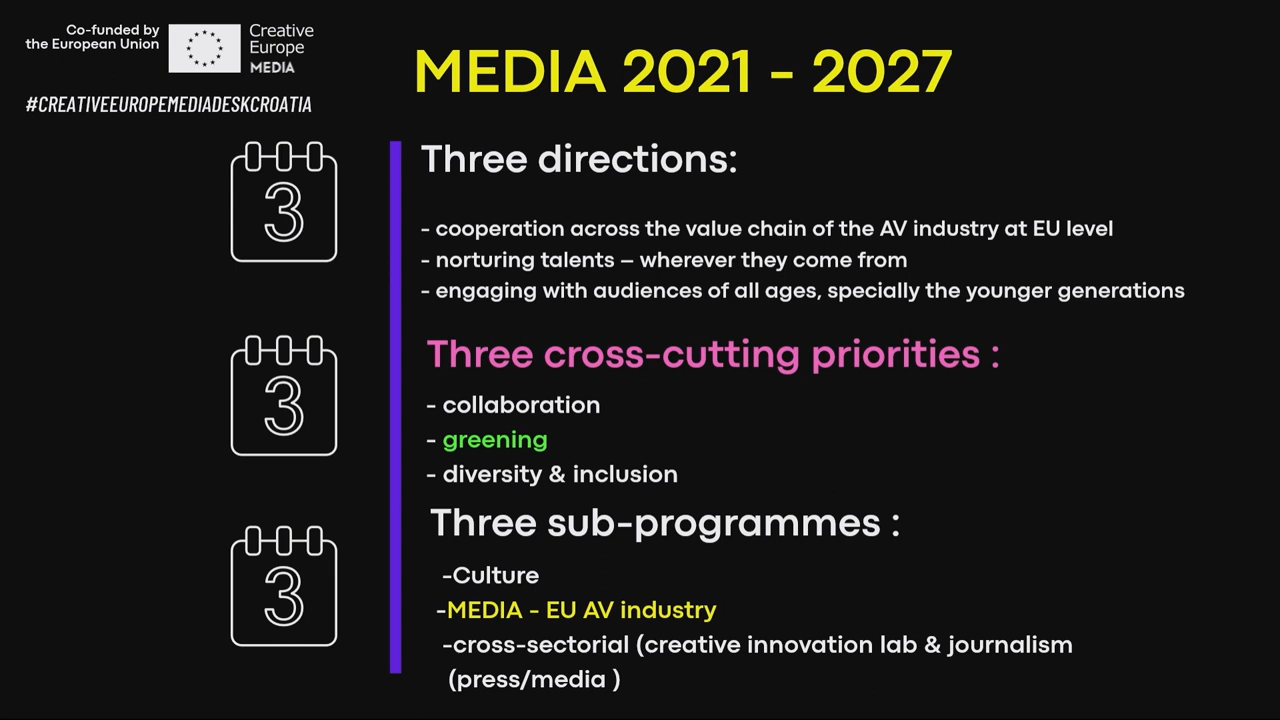 Co-funded by
the European Union
Creative
Europe
MEDIA
#CREATIVEEUROPEMEDIADESKCROATIA
MEDIA 2021 - 2027
3
Three directions:
- cooperation across the value chain of the AV industry at EU level
- norturing talents – wherever they come from
- engaging with audiences of all ages, specially the younger generations
3
Three cross-cutting priorities :
- collaboration
- greening
- diversity & inclusion
3
Three sub-programmes :
-Culture
-MEDIA - EU AV industry
-cross-sectorial (creative innovation lab & journalism
(press/media )